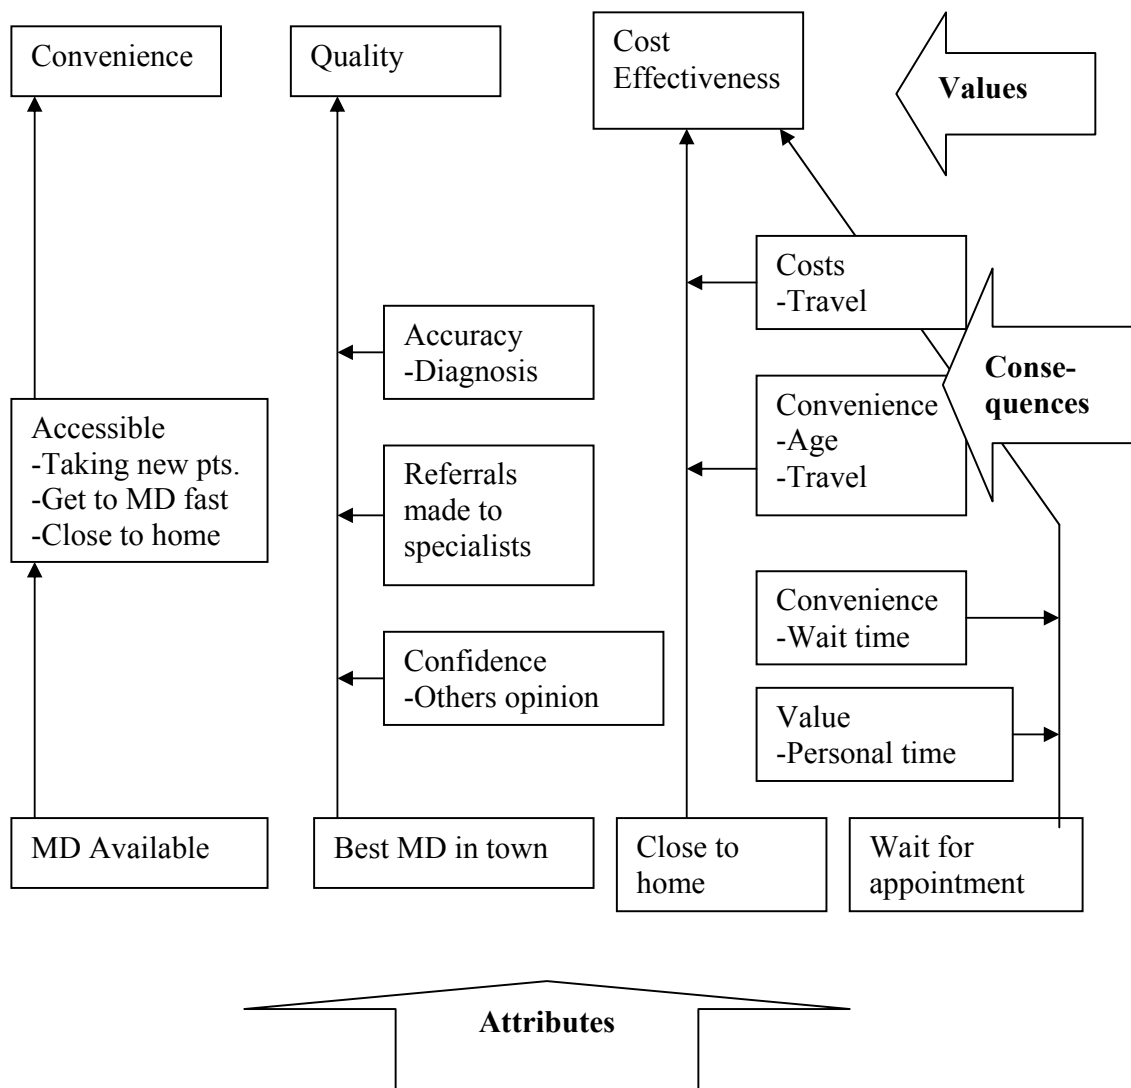 Convenience
Quality
Cost
Effectiveness
Values
Costs
-Travel
Accuracy
-Diagnosis
Conse-
quences
Convenience
-Age
-Travel
Accessible
-Taking new pts.
-Get to MD fast
-Close to home
Referrals
made to
specialists
Convenience
-Wait time
Confidence
-Others opinion
Value
-Personal time
MD Available
Best MD in town
Close to
home
Wait for
appointment
Attributes